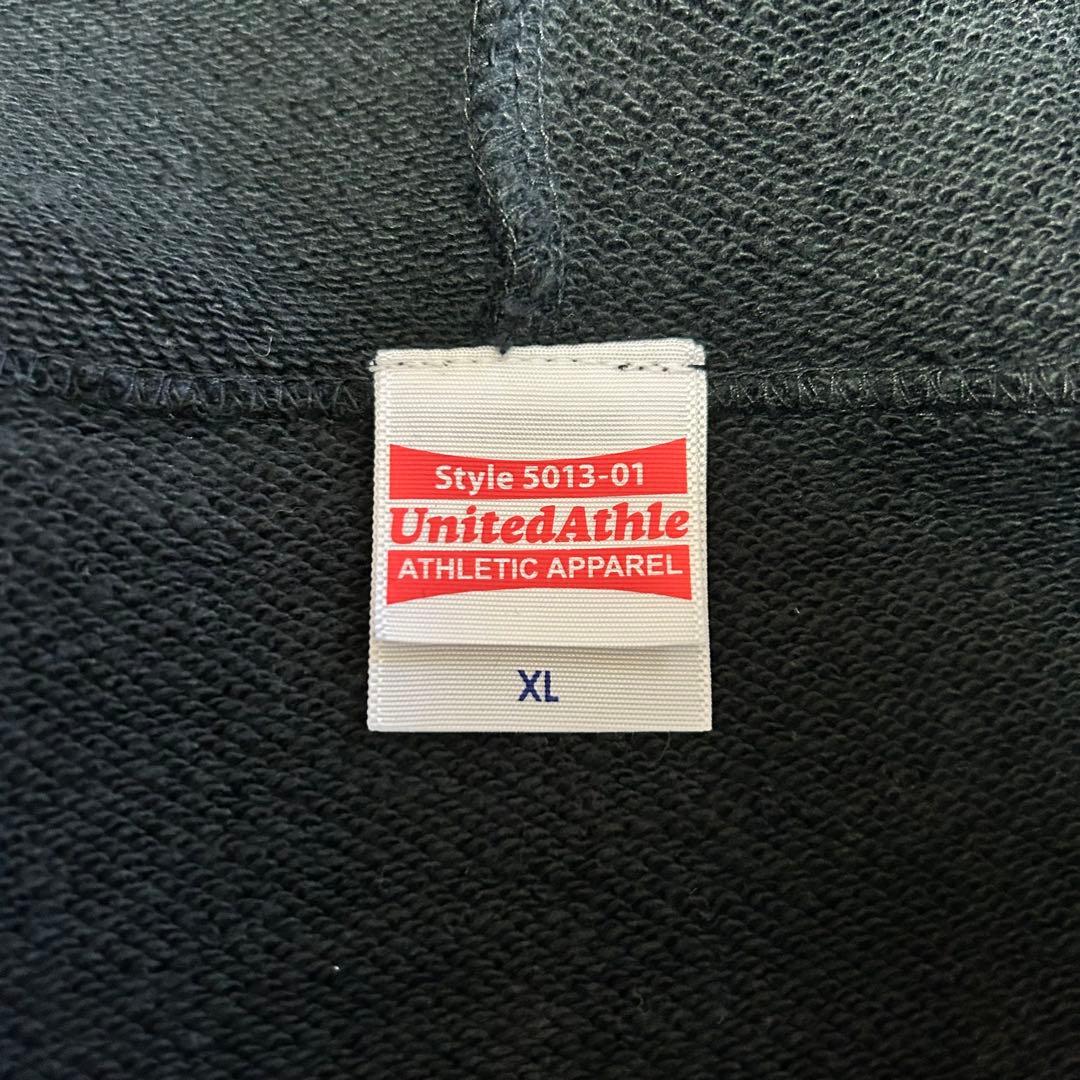 Style 5013-01
UnitedAthle
ATHLETIC APPAREL
XL